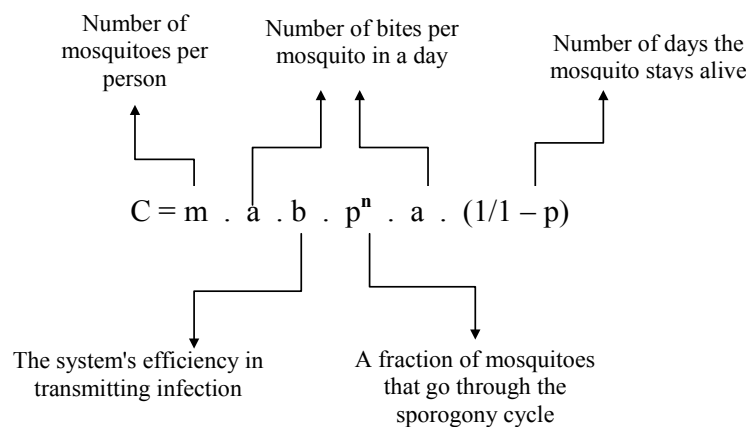 Number of
mosquitoes per
person
Number of bites per
mosquito in a day
Number of days the
mosquito stays alive
C = m . a . b . pⁿ . a . (1/1 – p)
The system's efficiency in
transmitting infection
A fraction of mosquitoes
that go through the
sporogony cycle